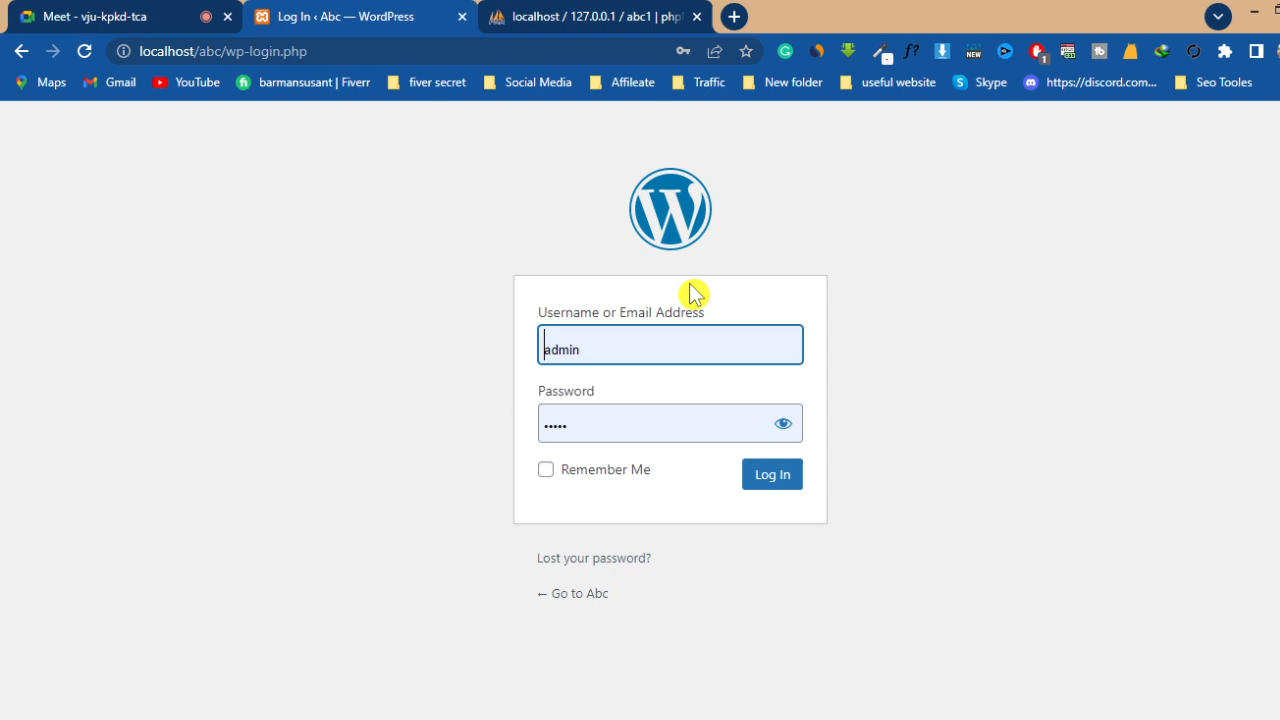 Meet - vju-kpkd-tca
Log In ‹ Abc — WordPress
localhost / 127.0.0.1 / abc1 | php
localhost/abc/wp-login.php
f?
NEW
1
Maps
Gmail
YouTube
barmansusant | Fiverr
fiver secret
Social Media
Affileate
Traffic
New folder
useful website
Skype
https://discord.com...
Seo Tooles
Username or Email Address
admin
Password
•••••
Remember Me
Log In
Lost your password?
← Go to Abc